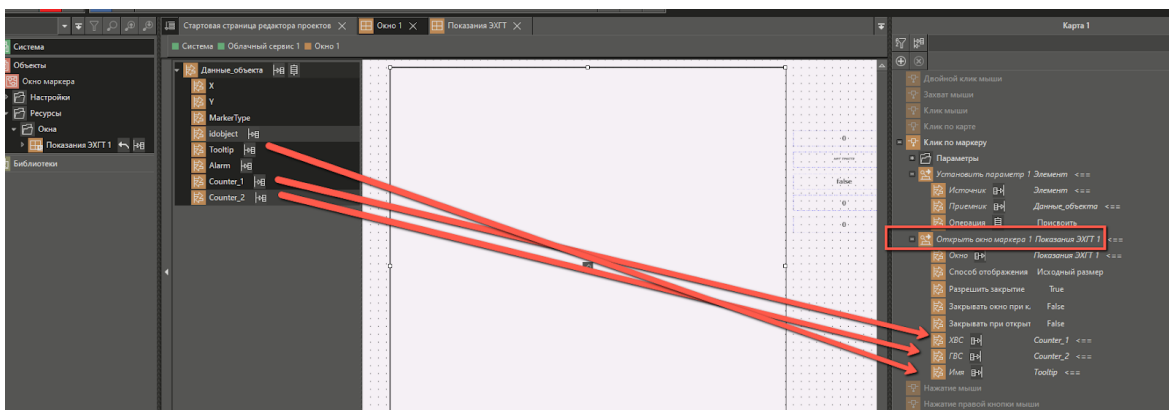 Стартовая страница редактора проектов
Окно 1
Показания ЭХГТ
Карта 1
Система
Система Облачный сервис 1 Окно 1
Объекты
Окно маркера
Настройки
Ресурсы
Окна
Показания ЭХГТ 1
Библиотеки
Данные_объекта
X
Y
MarkerType
idobject
Tooltip
Alarm
Counter_1
Counter_2
0
false
0
0
Двойной клик мыши
Захват мыши
Клик мыши
Клик по карте
Клик по маркеру
Параметры
Установить параметр 1 Элемент <==
Источник Элемент <==
Приемник Данные_объекта <==
Операция Присвоить
Открыть окно маркера 1 Показания ЭХГТ 1 <==
Окно Показания ЭХГТ 1 <==
Способ отображения Исходный размер
Разрешить закрытие True
Закрывать окно при к. False
Закрывать при открыт False
ХВС Counter_1 <==
ГВС Counter_2 <==
Имя Tooltip <==
Нажатие мыши
Нажатие правой кнопки мыши